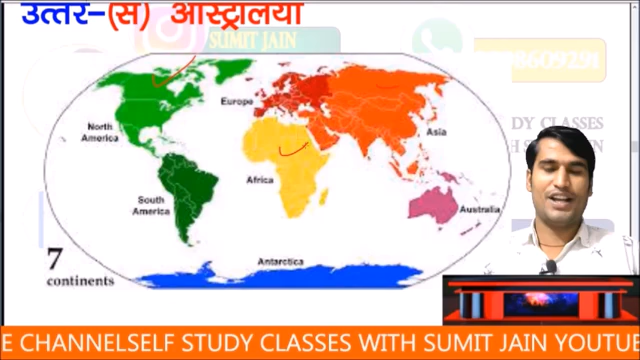 उत्तर–(स) आस्ट्रालया
SUMIT JAIN
Europe
North
America
Asia
Africa
South
America
Australia
7
continents
Antarctica
E CHANNELSELF STUDY CLASSES WITH SUMIT JAIN YOUTUB